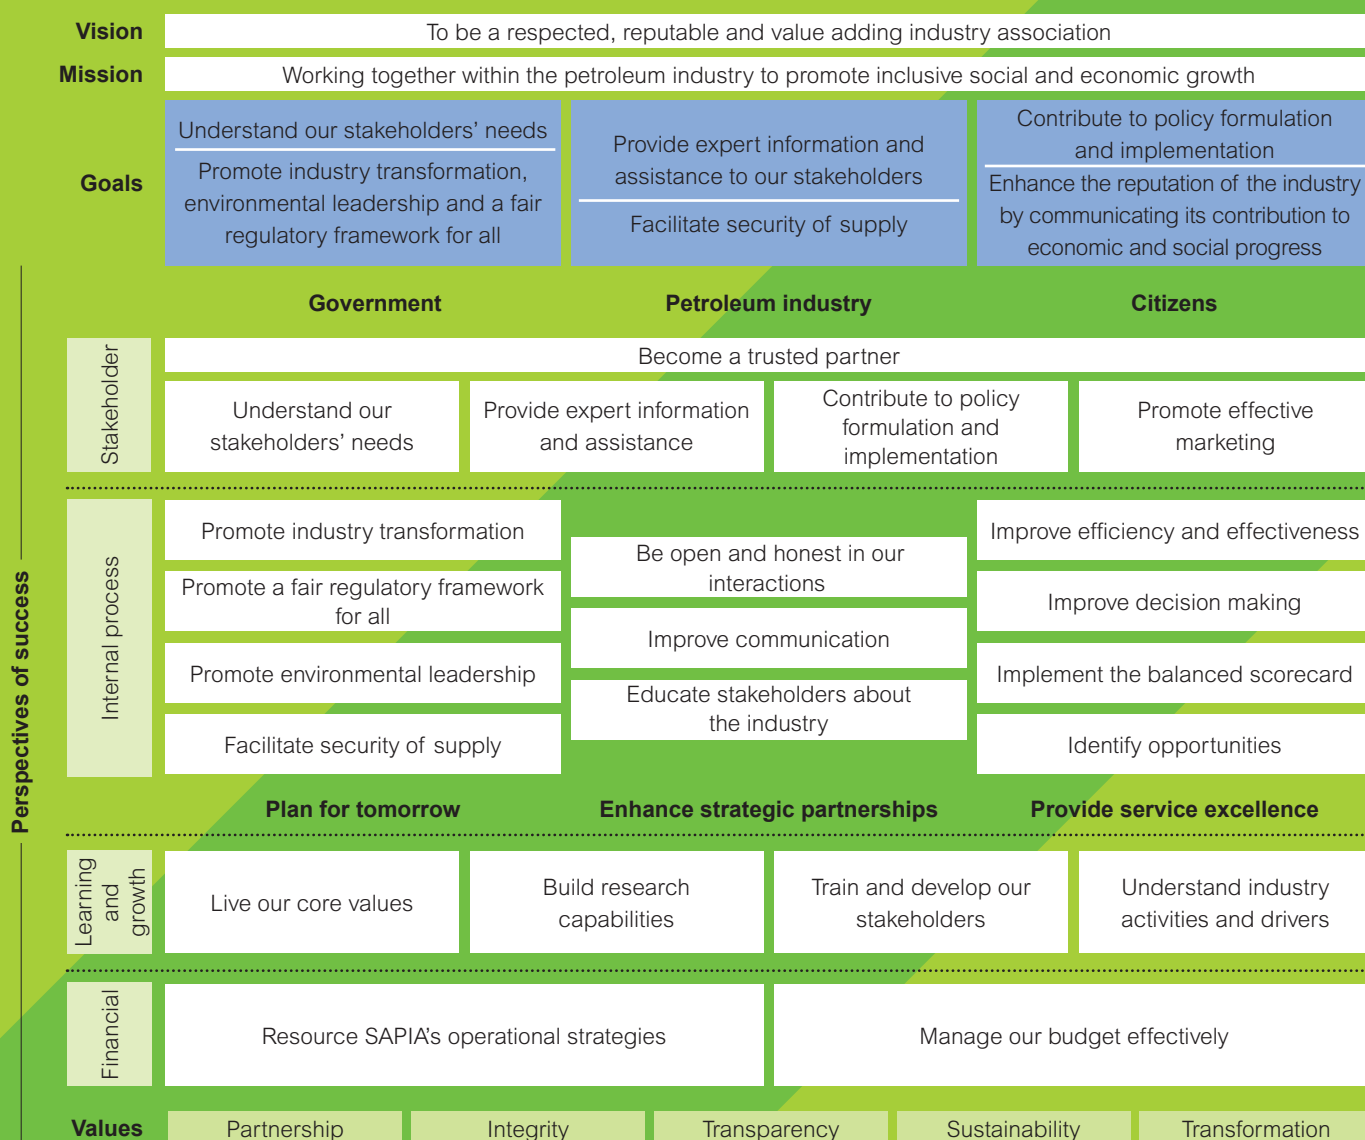 Vision
To be a respected, reputable and value adding industry association
Mission
Working together within the petroleum industry to promote inclusive social and economic growth
Goals
Understand our stakeholders’ needs
Promote industry transformation,
environmental leadership and a fair
regulatory framework for all
Provide expert information and
assistance to our stakeholders
Facilitate security of supply
Contribute to policy formulation
and implementation
Enhance the reputation of the industry
by communicating its contribution to
economic and social progress
Perspectives of success
Government
Petroleum industry
Citizens
Stakeholder
Become a trusted partner
Understand our
stakeholders’ needs
Provide expert information
and assistance
Contribute to policy
formulation and
implementation
Promote effective
marketing
Internal process
Promote industry transformation
Promote a fair regulatory framework
for all
Promote environmental leadership
Facilitate security of supply
Be open and honest in our
interactions
Improve communication
Educate stakeholders about
the industry
Improve efficiency and effectiveness
Improve decision making
Implement the balanced scorecard
Identify opportunities
Plan for tomorrow
Enhance strategic partnerships
Provide service excellence
Learning
and
growth
Live our core values
Build research
capabilities
Train and develop our
stakeholders
Understand industry
activities and drivers
Financial
Resource SAPIA’s operational strategies
Manage our budget effectively
Values
Partnership
Integrity
Transparency
Sustainability
Transformation